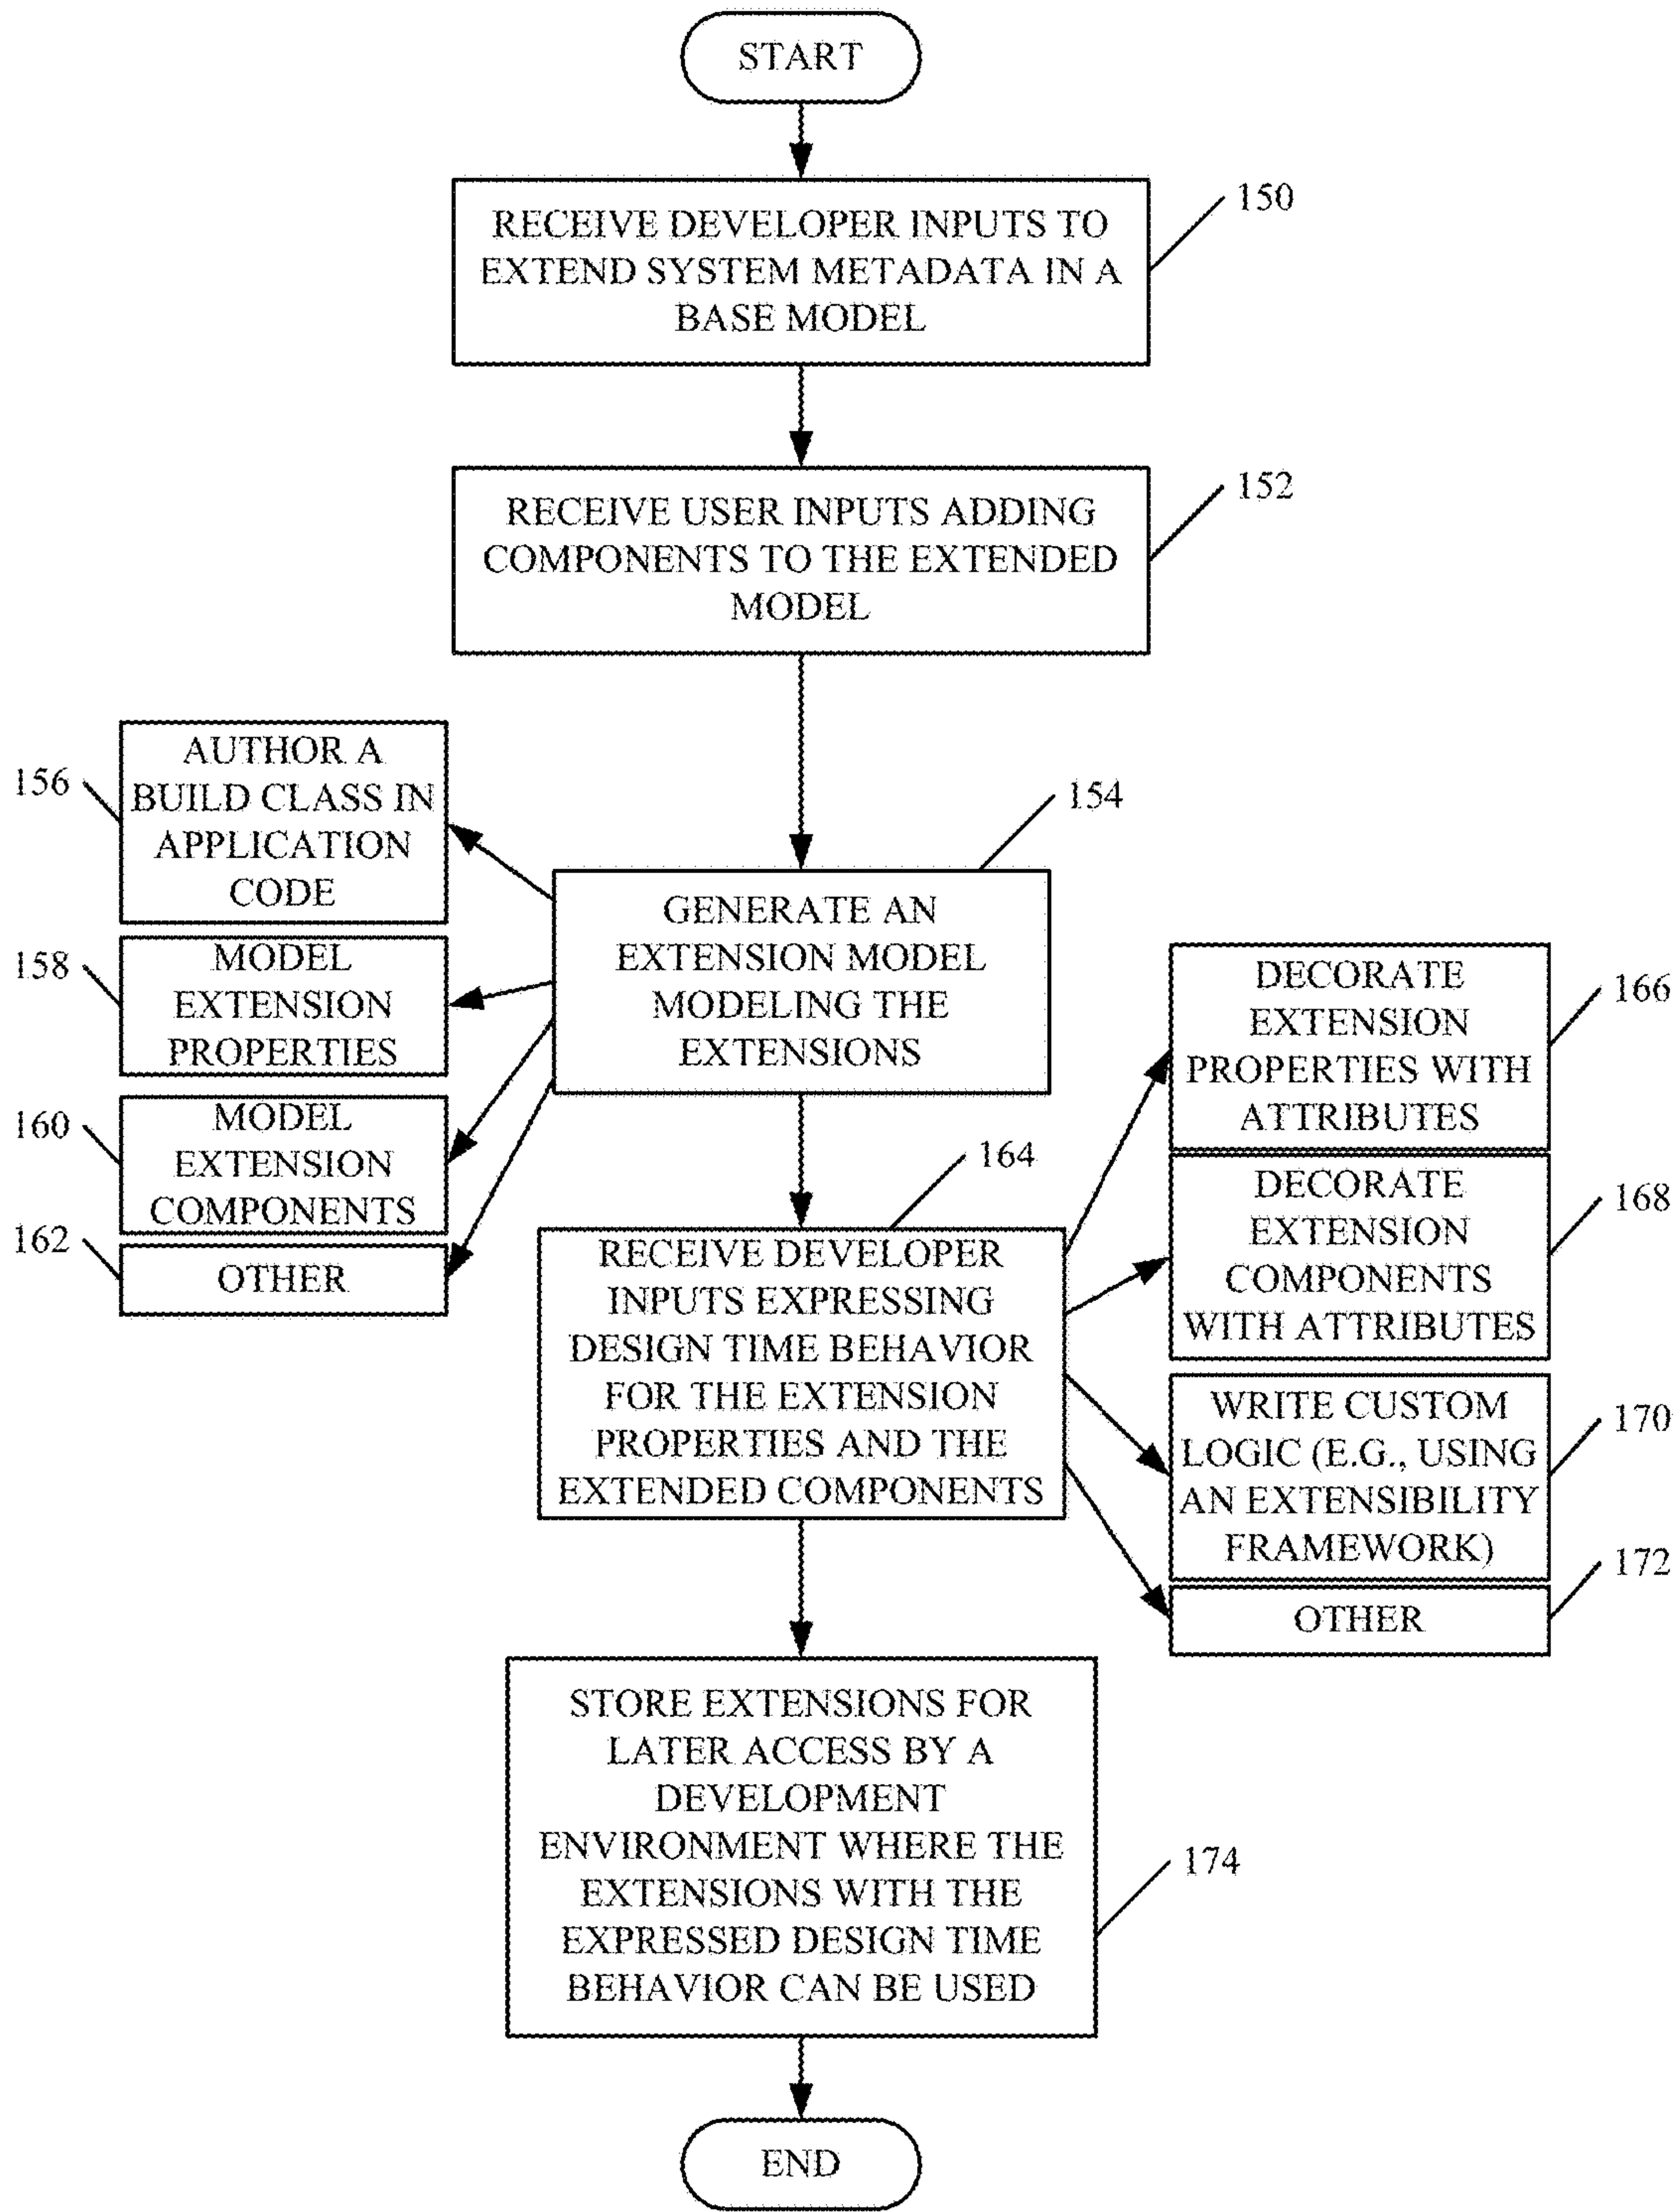 START
RECEIVE DEVELOPER INPUTS TO
EXTEND SYSTEM METADATA IN A
BASE MODEL
150
RECEIVE USER INPUTS ADDING
COMPONENTS TO THE EXTENDED
MODEL
152
GENERATE AN
EXTENSION MODEL
MODELING THE
EXTENSIONS
154
AUTHOR A
BUILD CLASS IN
APPLICATION
CODE
156
MODEL
EXTENSION
PROPERTIES
158
MODEL
EXTENSION
COMPONENTS
160
OTHER
162
RECEIVE DEVELOPER
INPUTS EXPRESSING
DESIGN TIME BEHAVIOR
FOR THE EXTENSION
PROPERTIES AND THE
EXTENDED COMPONENTS
164
DECORATE
EXTENSION
PROPERTIES WITH
ATTRIBUTES
166
DECORATE
EXTENSION
COMPONENTS
WITH ATTRIBUTES
168
WRITE CUSTOM
LOGIC (E.G., USING
AN EXTENSIBILITY
FRAMEWORK)
170
OTHER
172
STORE EXTENSIONS FOR
LATER ACCESS BY A
DEVELOPMENT
ENVIRONMENT WHERE THE
EXTENSIONS WITH THE
EXPRESSED DESIGN TIME
BEHAVIOR CAN BE USED
174
END